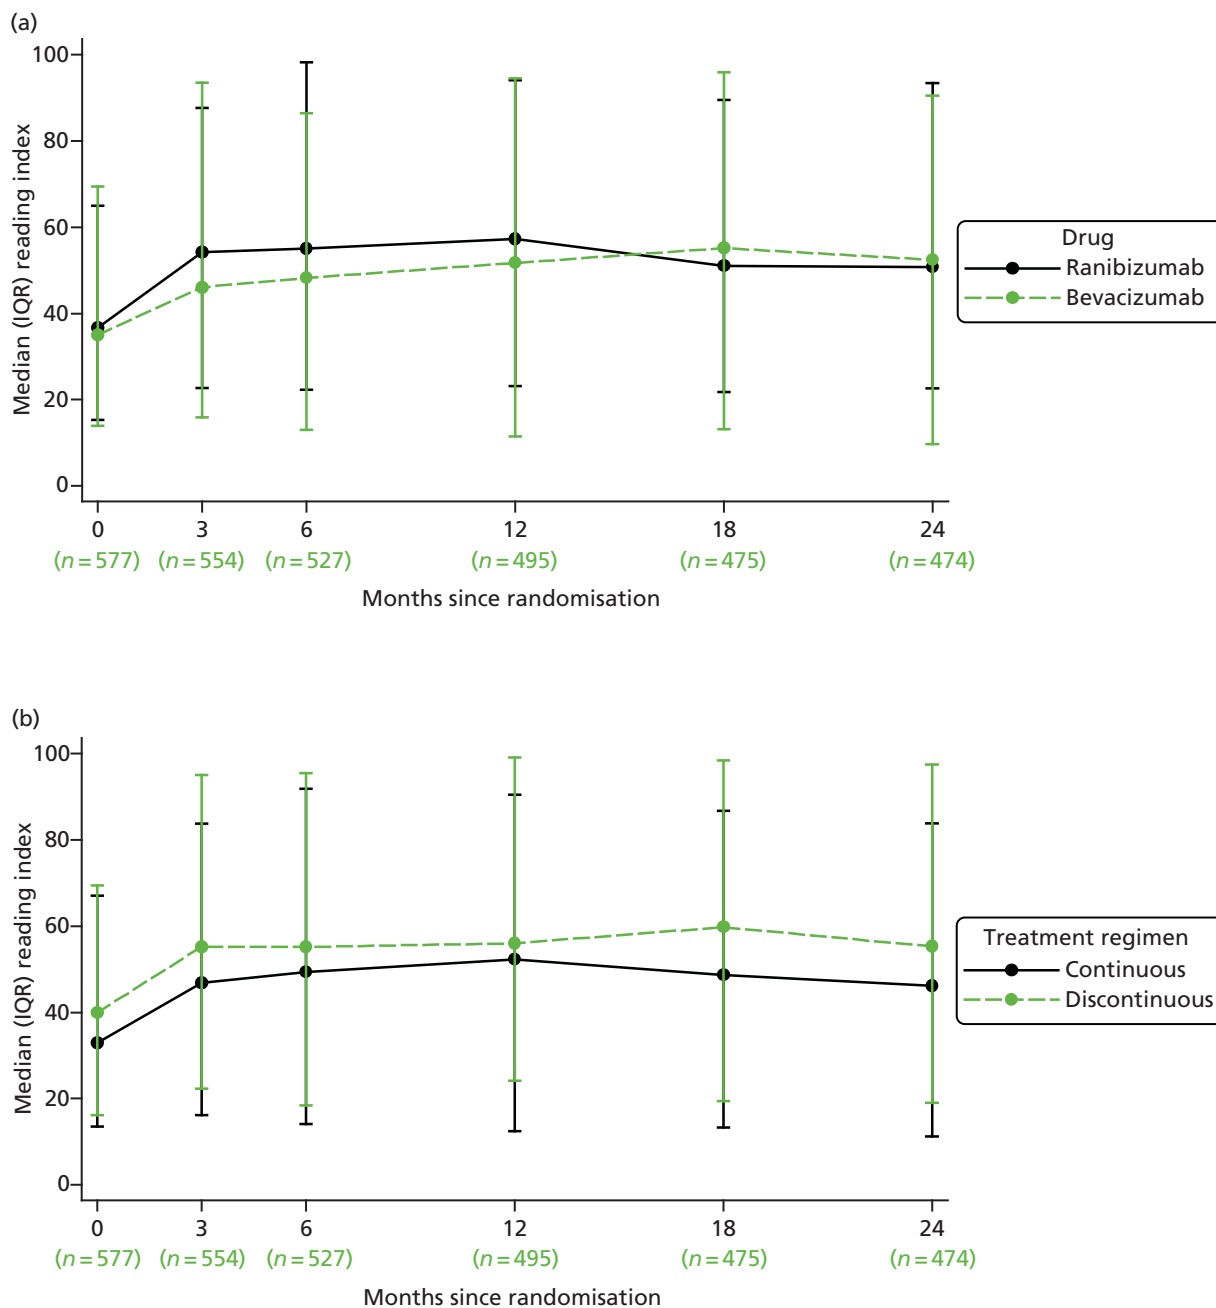 (a)
100
80
60
40
20
0
Median (IQR) reading index
0 3 6 12 18 24
(n=577) (n=554) (n=527) (n=495) (n=475) (n=474)
Months since randomisation
Drug
Ranibizumab
Bevacizumab
(b)
100
80
60
40
20
0
Median (IQR) reading index
0 3 6 12 18 24
(n=577) (n=554) (n=527) (n=495) (n=475) (n=474)
Months since randomisation
Treatment regimen
Continuous
Discontinuous